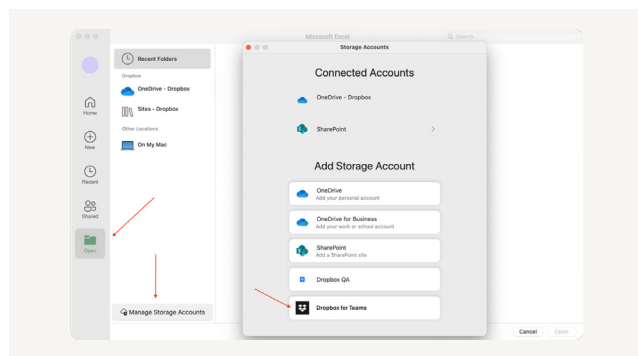 Microsoft Excel
Search
Storage Accounts
Recent Folders
Dropbox
OneDrive - Dropbox
Sites - Dropbox
Other Locations
On My Mac
Home
New
Recent
Shared
Open
Manage Storage Accounts
Connected Accounts
OneDrive - Dropbox
SharePoint
Add Storage Account
OneDrive
Add your personal account
OneDrive for Business
Add your work or school account
SharePoint
Add a SharePoint site
Dropbox QA
Dropbox for Teams
Cancel
Open